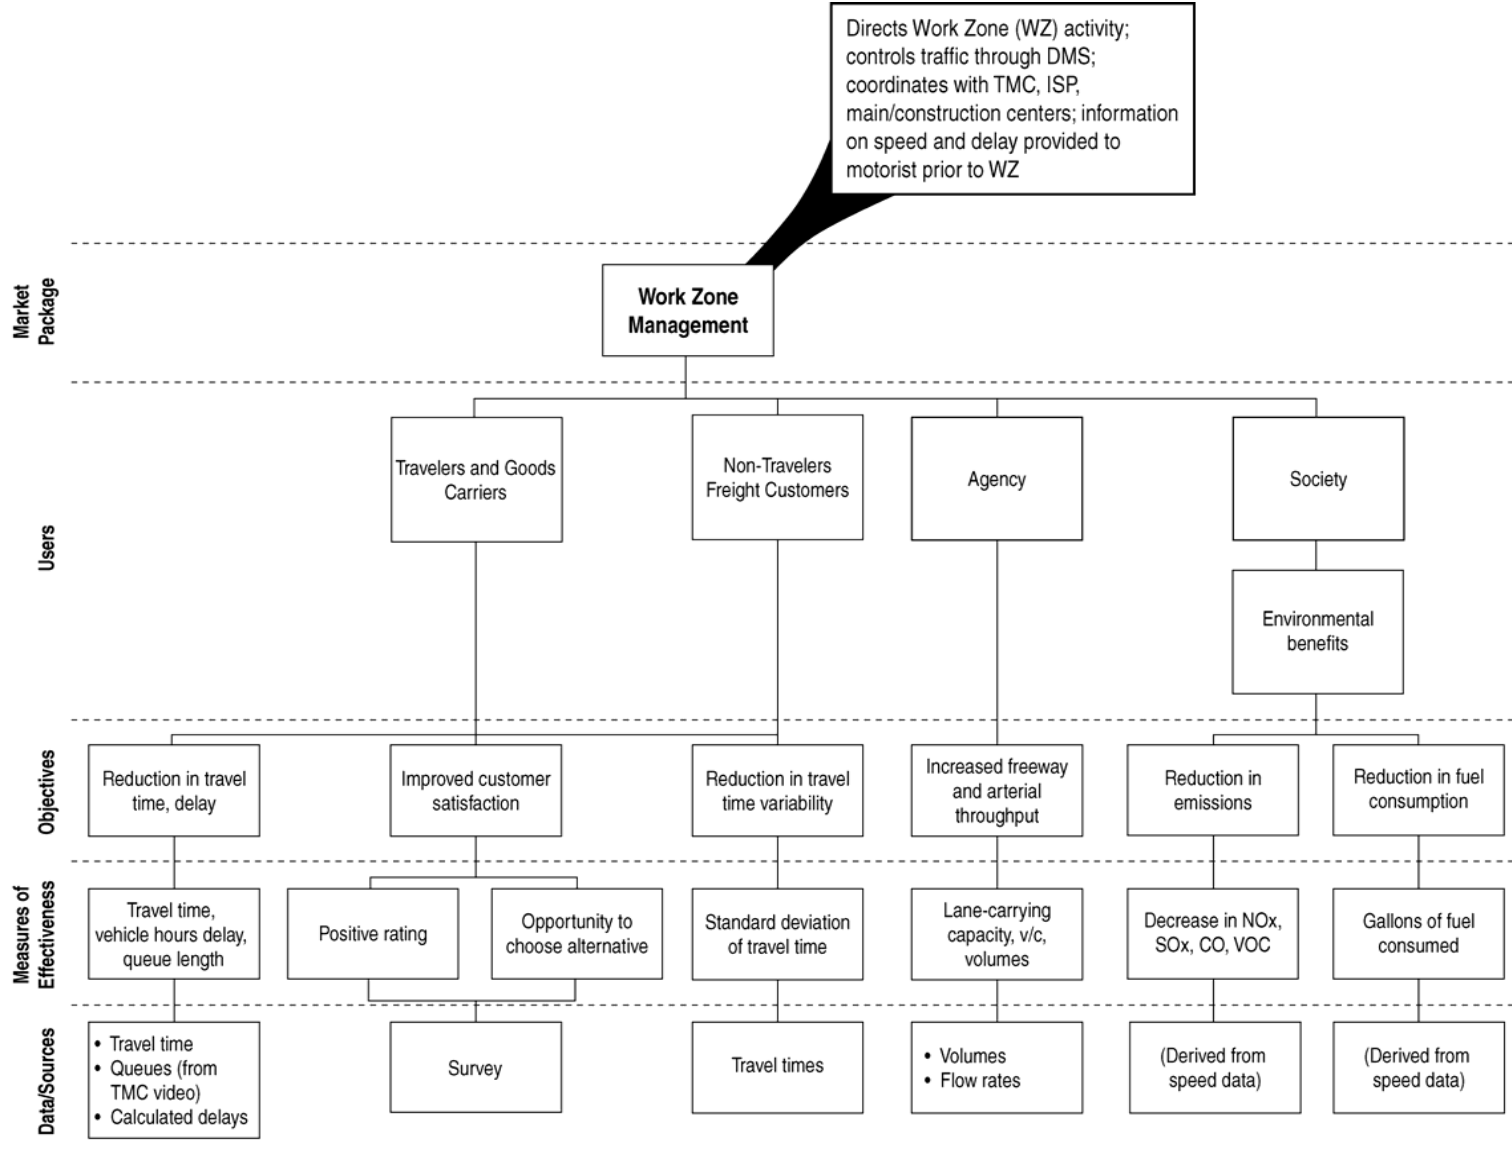 Directs Work Zone (WZ) activity;
controls traffic through DMS;
coordinates with TMC, ISP,
main/construction centers; information
on speed and delay provided to
motorist prior to WZ
Market
Package
Work Zone
Management
Users
Travelers and Goods
Carriers
Non-Travelers
Freight Customers
Agency
Society
Environmental
benefits
Objectives
Reduction in travel
time, delay
Improved customer
satisfaction
Reduction in travel
time variability
Increased freeway
and arterial
throughput
Reduction in
emissions
Reduction in fuel
consumption
Measures of
Effectiveness
Travel time,
vehicle hours delay,
queue length
Positive rating
Opportunity to
choose alternative
Standard deviation
of travel time
Lane-carrying
capacity, v/c,
volumes
Decrease in NOx,
SOx, CO, VOC
Gallons of fuel
consumed
Data/Sources
• Travel time
• Queues (from
TMC video)
• Calculated delays
Survey
Travel times
• Volumes
• Flow rates
(Derived from
speed data)
(Derived from
speed data)